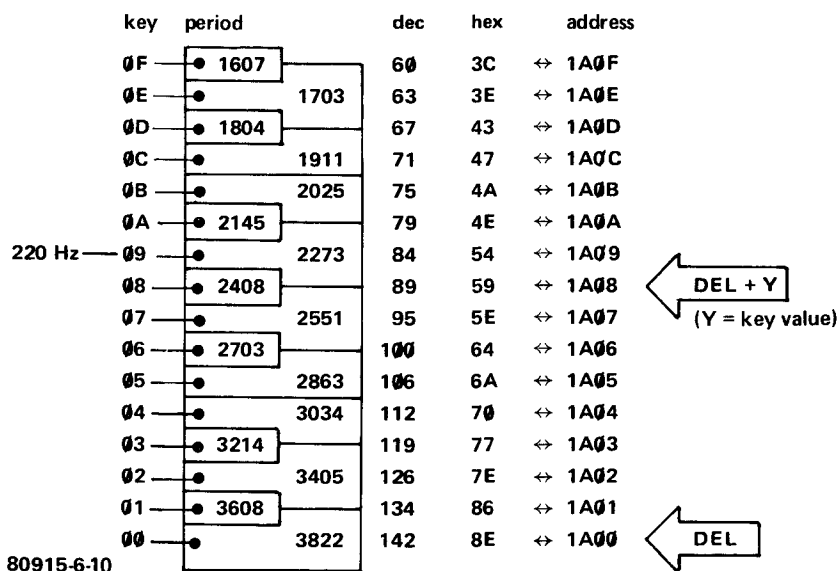 key period dec hex address
0F 1607 60 3C ↔ 1A0F
0E 1703 63 3E ↔ 1A0E
0D 1804 67 43 ↔ 1A0D
0C 1911 71 47 ↔ 1A0C
0B 2025 75 4A ↔ 1A0B
0A 2145 79 4E ↔ 1A0A
220 Hz 09 2273 84 54 ↔ 1A09
08 2408 89 59 ↔ 1A08 DEL + Y
07 2551 95 5E ↔ 1A07 (Y = key value)
06 2703 100 64 ↔ 1A06
05 2863 106 6A ↔ 1A05
04 3034 112 70 ↔ 1A04
03 3214 119 77 ↔ 1A03
02 3405 126 7E ↔ 1A02
01 3608 134 86 ↔ 1A01
00 3822 142 8E ↔ 1A00 DEL
80915-6-10